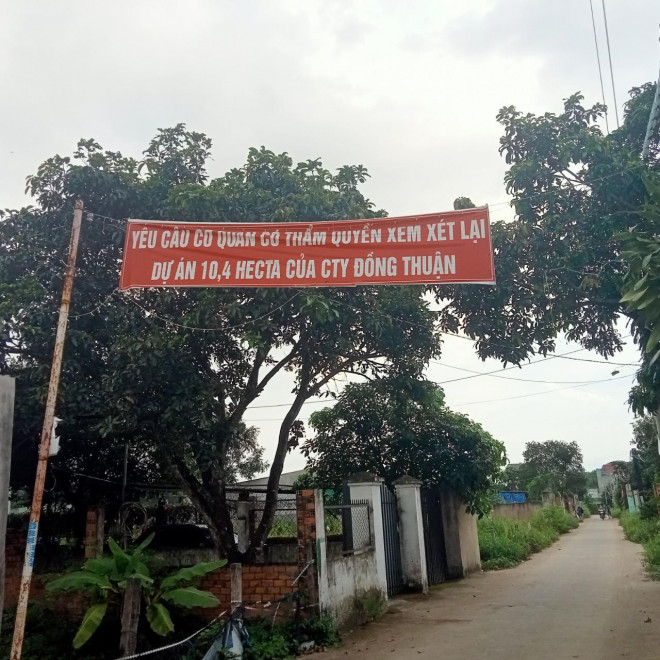 YÊU CẦU CƠ QUAN CÓ THẨM QUYỀN XEM XÉT LẠI
DỰ ÁN 10,4 HECTA CỦA CTY ĐỒNG THUẬN